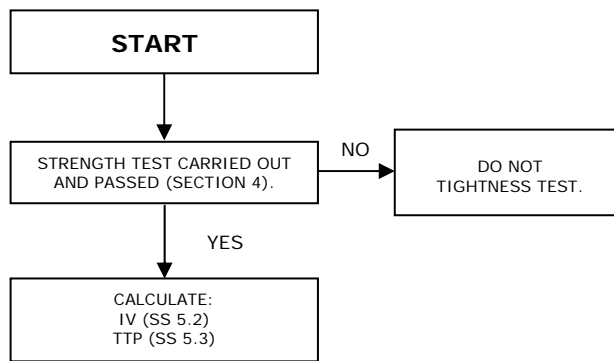 START
STRENGTH TEST CARRIED OUT
AND PASSED (SECTION 4).
NO
DO NOT
TIGHTNESS TEST.
YES
CALCULATE:
IV (SS 5.2)
TTP (SS 5.3)